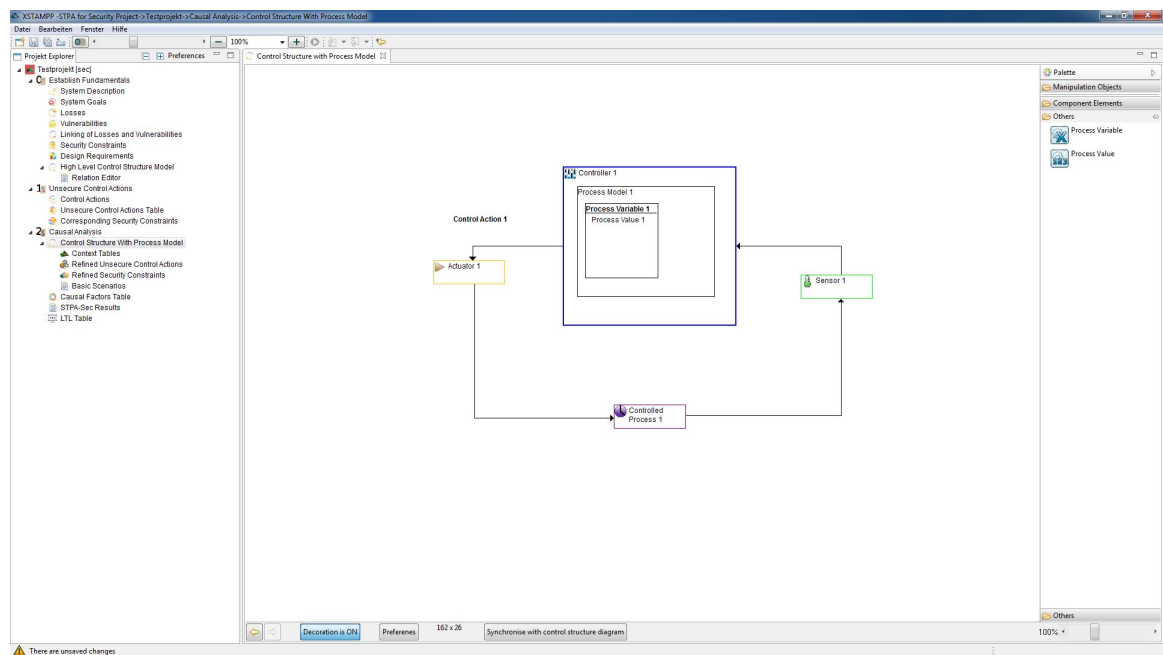 XSTAMPP -STPA for Security Project->Testprojekt->Causal Analysis->Control Structure With Process Model
Datei Bearbeiten Fenster Hilfe
100%
Projekt Explorer Preferences
Control Structure with Process Model
Testprojekt [sec]
0 Establish Fundamentals
System Description
System Goals
Losses
Vulnerabilities
Linking of Losses and Vulnerabilities
Security Constraints
Design Requirements
High Level Control Structure Model
Relation Editor
1 Unsecure Control Actions
Control Actions
Unsecure Control Actions Table
Corresponding Security Constraints
2 Causal Analysis
Control Structure With Process Model
Context Tables
Refined Unsecure Control Actions
Refined Security Constraints
Basic Scenarios
Causal Factors Table
STPA-Sec Results
LTL Table
Controller 1
Process Model 1
Process Variable 1
Process Value 1
Control Action 1
Actuator 1
Sensor 1
Controlled
Process 1
Palette
Manipulation Objects
Component Elements
Others
Process Variable
Process Value
123
Others
Decoration is ON Preferenes 162 x 26 Synchronise with control structure diagram
100%
There are unsaved changes